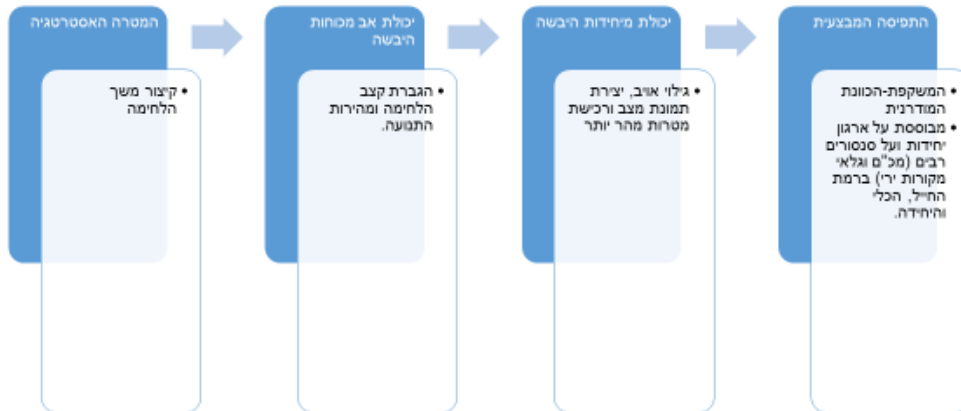 המטרה האסטרטגיה
• קיצור משך
הלחימה
יכולת אב מכוחות
היבשה
• הגברת קצב
הלחימה ומהירות
התנועה.
יכולת מיחידות היבשה
• גילוי אויב, יצירת
תמונת מצב ורכישת
מטרות מהר יותר
התפיסה המבצעית
• המשקפת-הכוונת
המודרנית
• מבוססת על ארגון
יחידות ועל סנסורים
רבים (מכ"ם וגלאי
מקורות ירי) ברמת
החייל, הכלי
והיחידה.